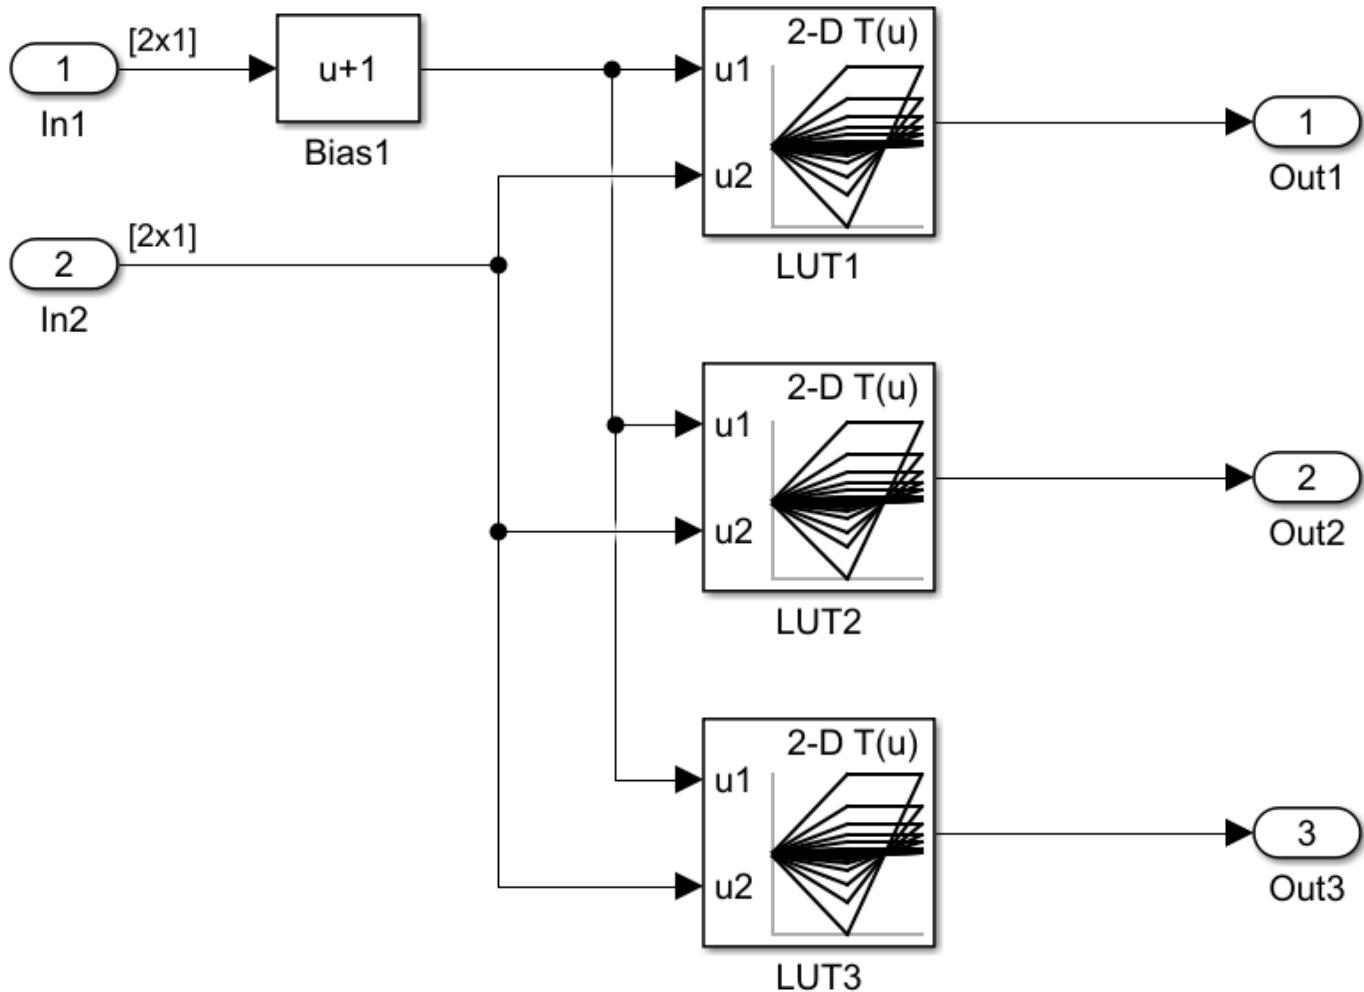 1
[2x1]
In1
u+1
Bias1
2-D T(u)
u1
u2
LUT1
1
Out1
2
[2x1]
In2
2-D T(u)
u1
u2
LUT2
2
Out2
2-D T(u)
u1
u2
LUT3
3
Out3